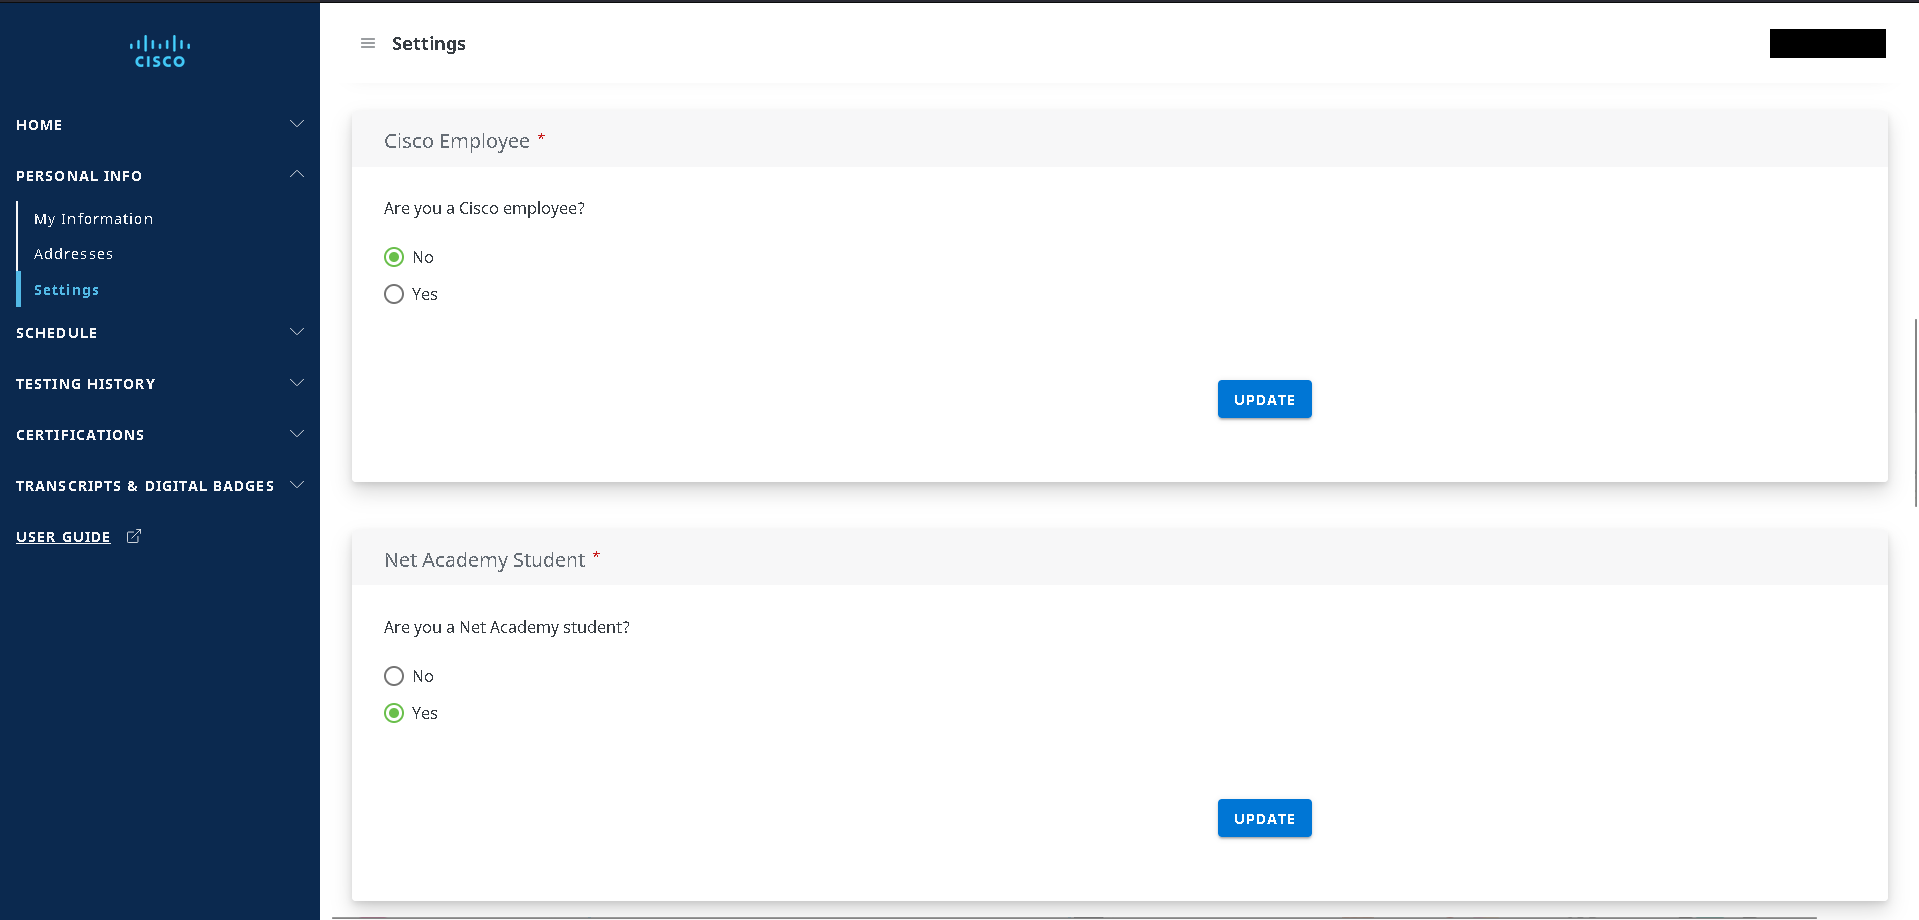 CISCO
HOME
PERSONAL INFO
My Information
Addresses
Settings
SCHEDULE
TESTING HISTORY
CERTIFICATIONS
TRANSCRIPTS & DIGITAL BADGES
USER GUIDE
Settings
Cisco Employee *
Are you a Cisco employee?
No
Yes
UPDATE
Net Academy Student *
Are you a Net Academy student?
No
Yes
UPDATE